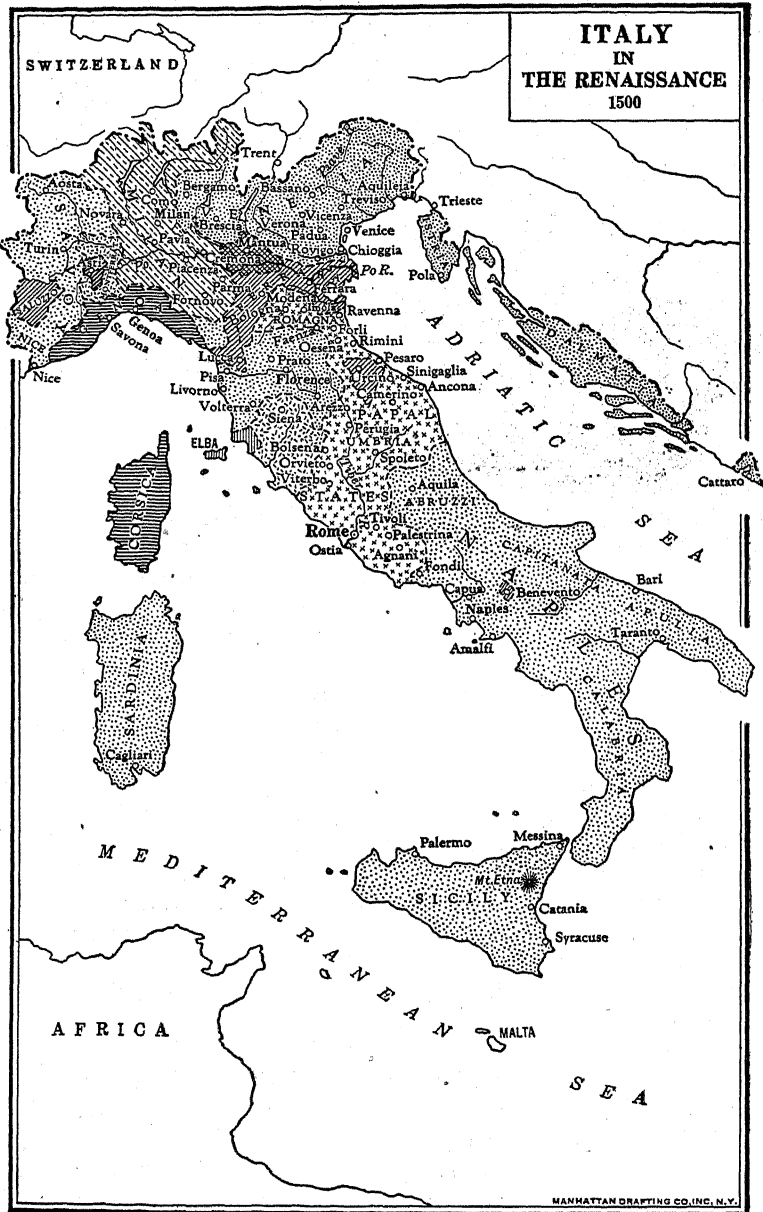 ITALY
IN
THE RENAISSANCE
1500
SWITZERLAND
Trent
Aosta
Bergamo
Bassano
Aquileia
Como
Treviso
Trieste
Novara
Milan
Brescia
Vicenza
Verona
Padua
Venice
Turin
Pavia
Mantua
Rovigo
Chioggia
Cremona
Po R.
Piacenza
Pola
Parma
Ferrara
Fornovo
Modena
Ravenna
ROMAGNA
Genoa
Forli
Savona
Rimini
NICE
Nice
Prato
Pesaro
Pisa
Florence
Sinigaglia
Livorno
Ancona
Camerino
Volterra
Arezzo
Siena
PAPAL
Perugia
ELBA
UMBRIA
Bolsena
Orvieto
Spoleto
Viterbo
STATES
Aquila
ABRUZZI
DALMATIA
ADRIATIC
SEA
Cattaro
CORSICA
Rome
Tivoli
Ostia
Palestrina
Agnani
Fondi
CAPITANATA
NAPLES
Bari
Capua
Benevento
APULIA
Naples
Taranto
Amalfi
CALABRIA
SARDINIA
Cagliari
MEDITERRANEAN
SEA
Palermo
Messina
Mt. Etna
SICILY
Catania
Syracuse
AFRICA
MALTA
MANHATTAN DRAFTING CO, INC, N.Y.